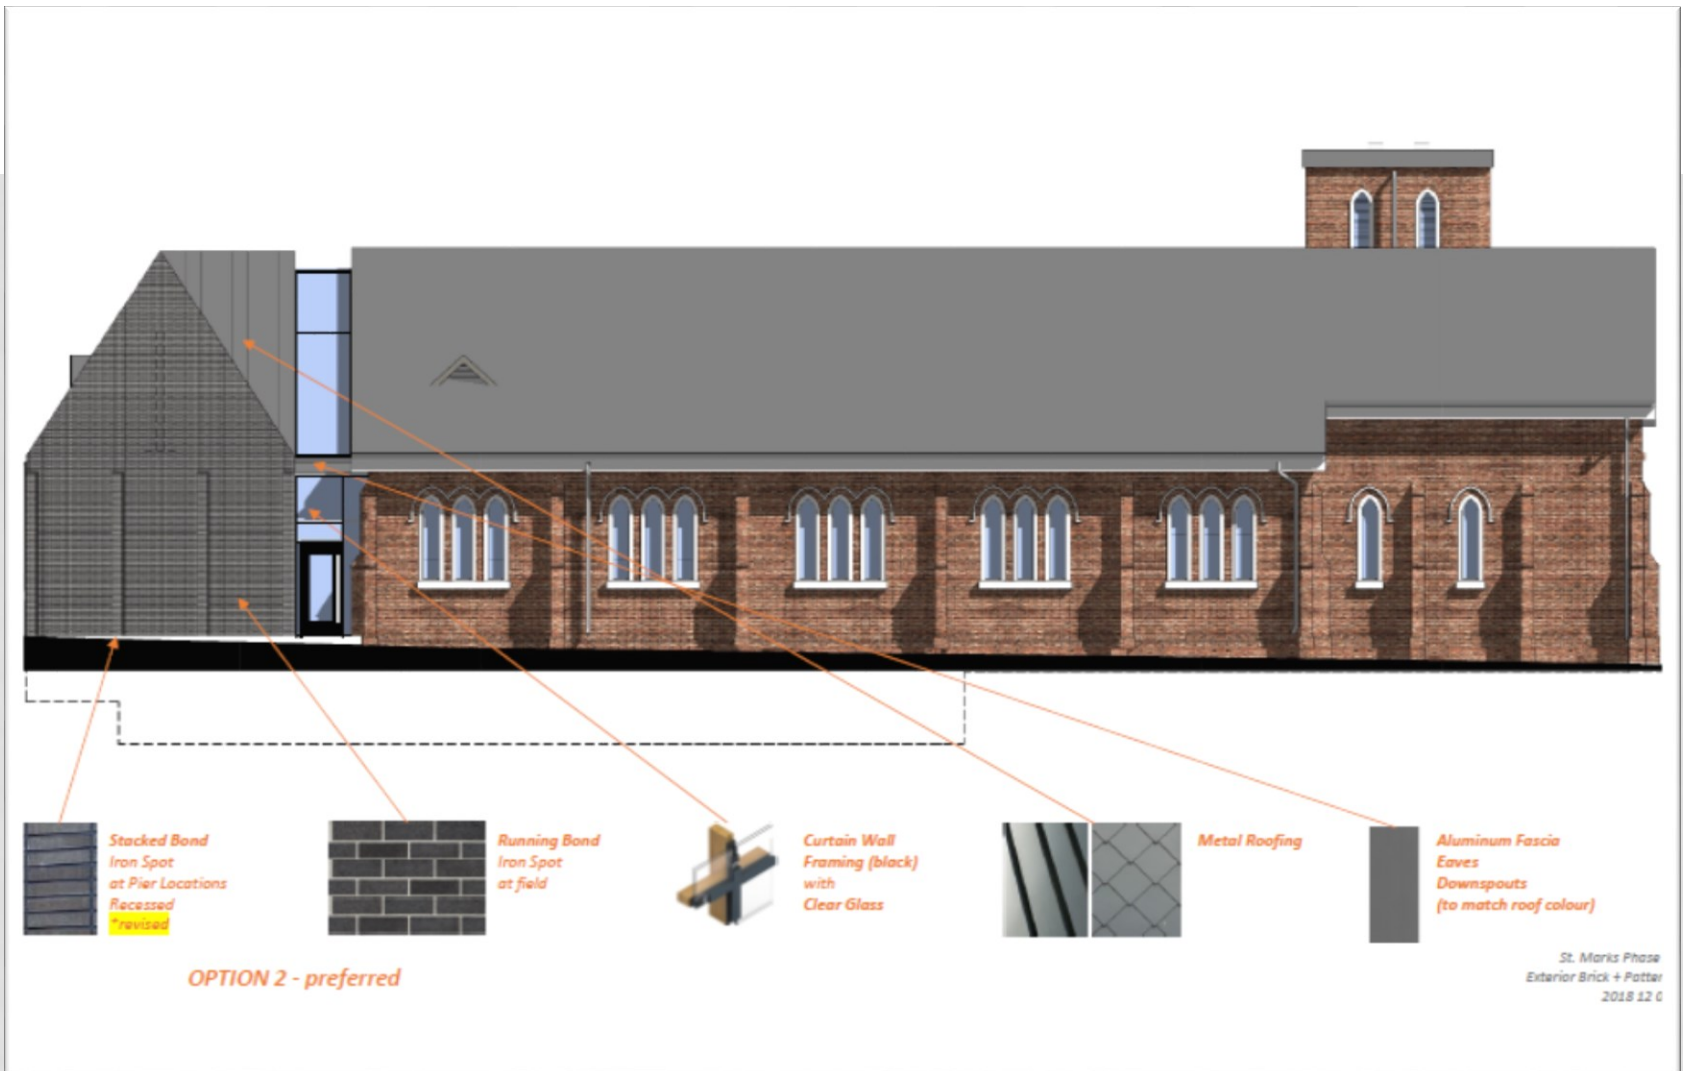 Stacked Bond
Iron Spot
at Pier Locations
Recessed
*revised
Running Bond
Iron Spot
at field
Curtain Wall
Framing (black)
with
Clear Glass
Metal Roofing
Aluminum Fascia
Eaves
Downspouts
(to match roof colour)
OPTION 2 - preferred
St. Marks Phase
Exterior Brick + Patter
2018 12 0